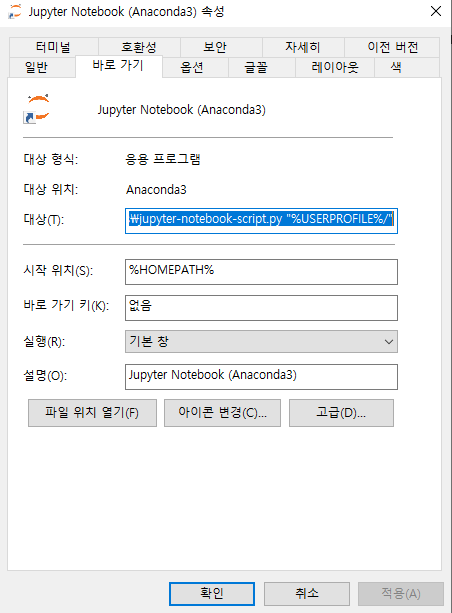 Jupyter Notebook (Anaconda3) 속성
터미널 호환성 보안 자세히 이전 버전
일반 바로 가기 옵션 글꼴 레이아웃 색
Jupyter Notebook (Anaconda3)
대상 형식: 응용 프로그램
대상 위치: Anaconda3
대상(T): ₩jupyter-notebook-script.py "%USERPROFILE%/"
시작 위치(S): %HOMEPATH%
바로 가기 키(K): 없음
실행(R): 기본 창
설명(O): Jupyter Notebook (Anaconda3)
파일 위치 열기(F) 아이콘 변경(C)... 고급(D)...
확인 취소 적용(A)